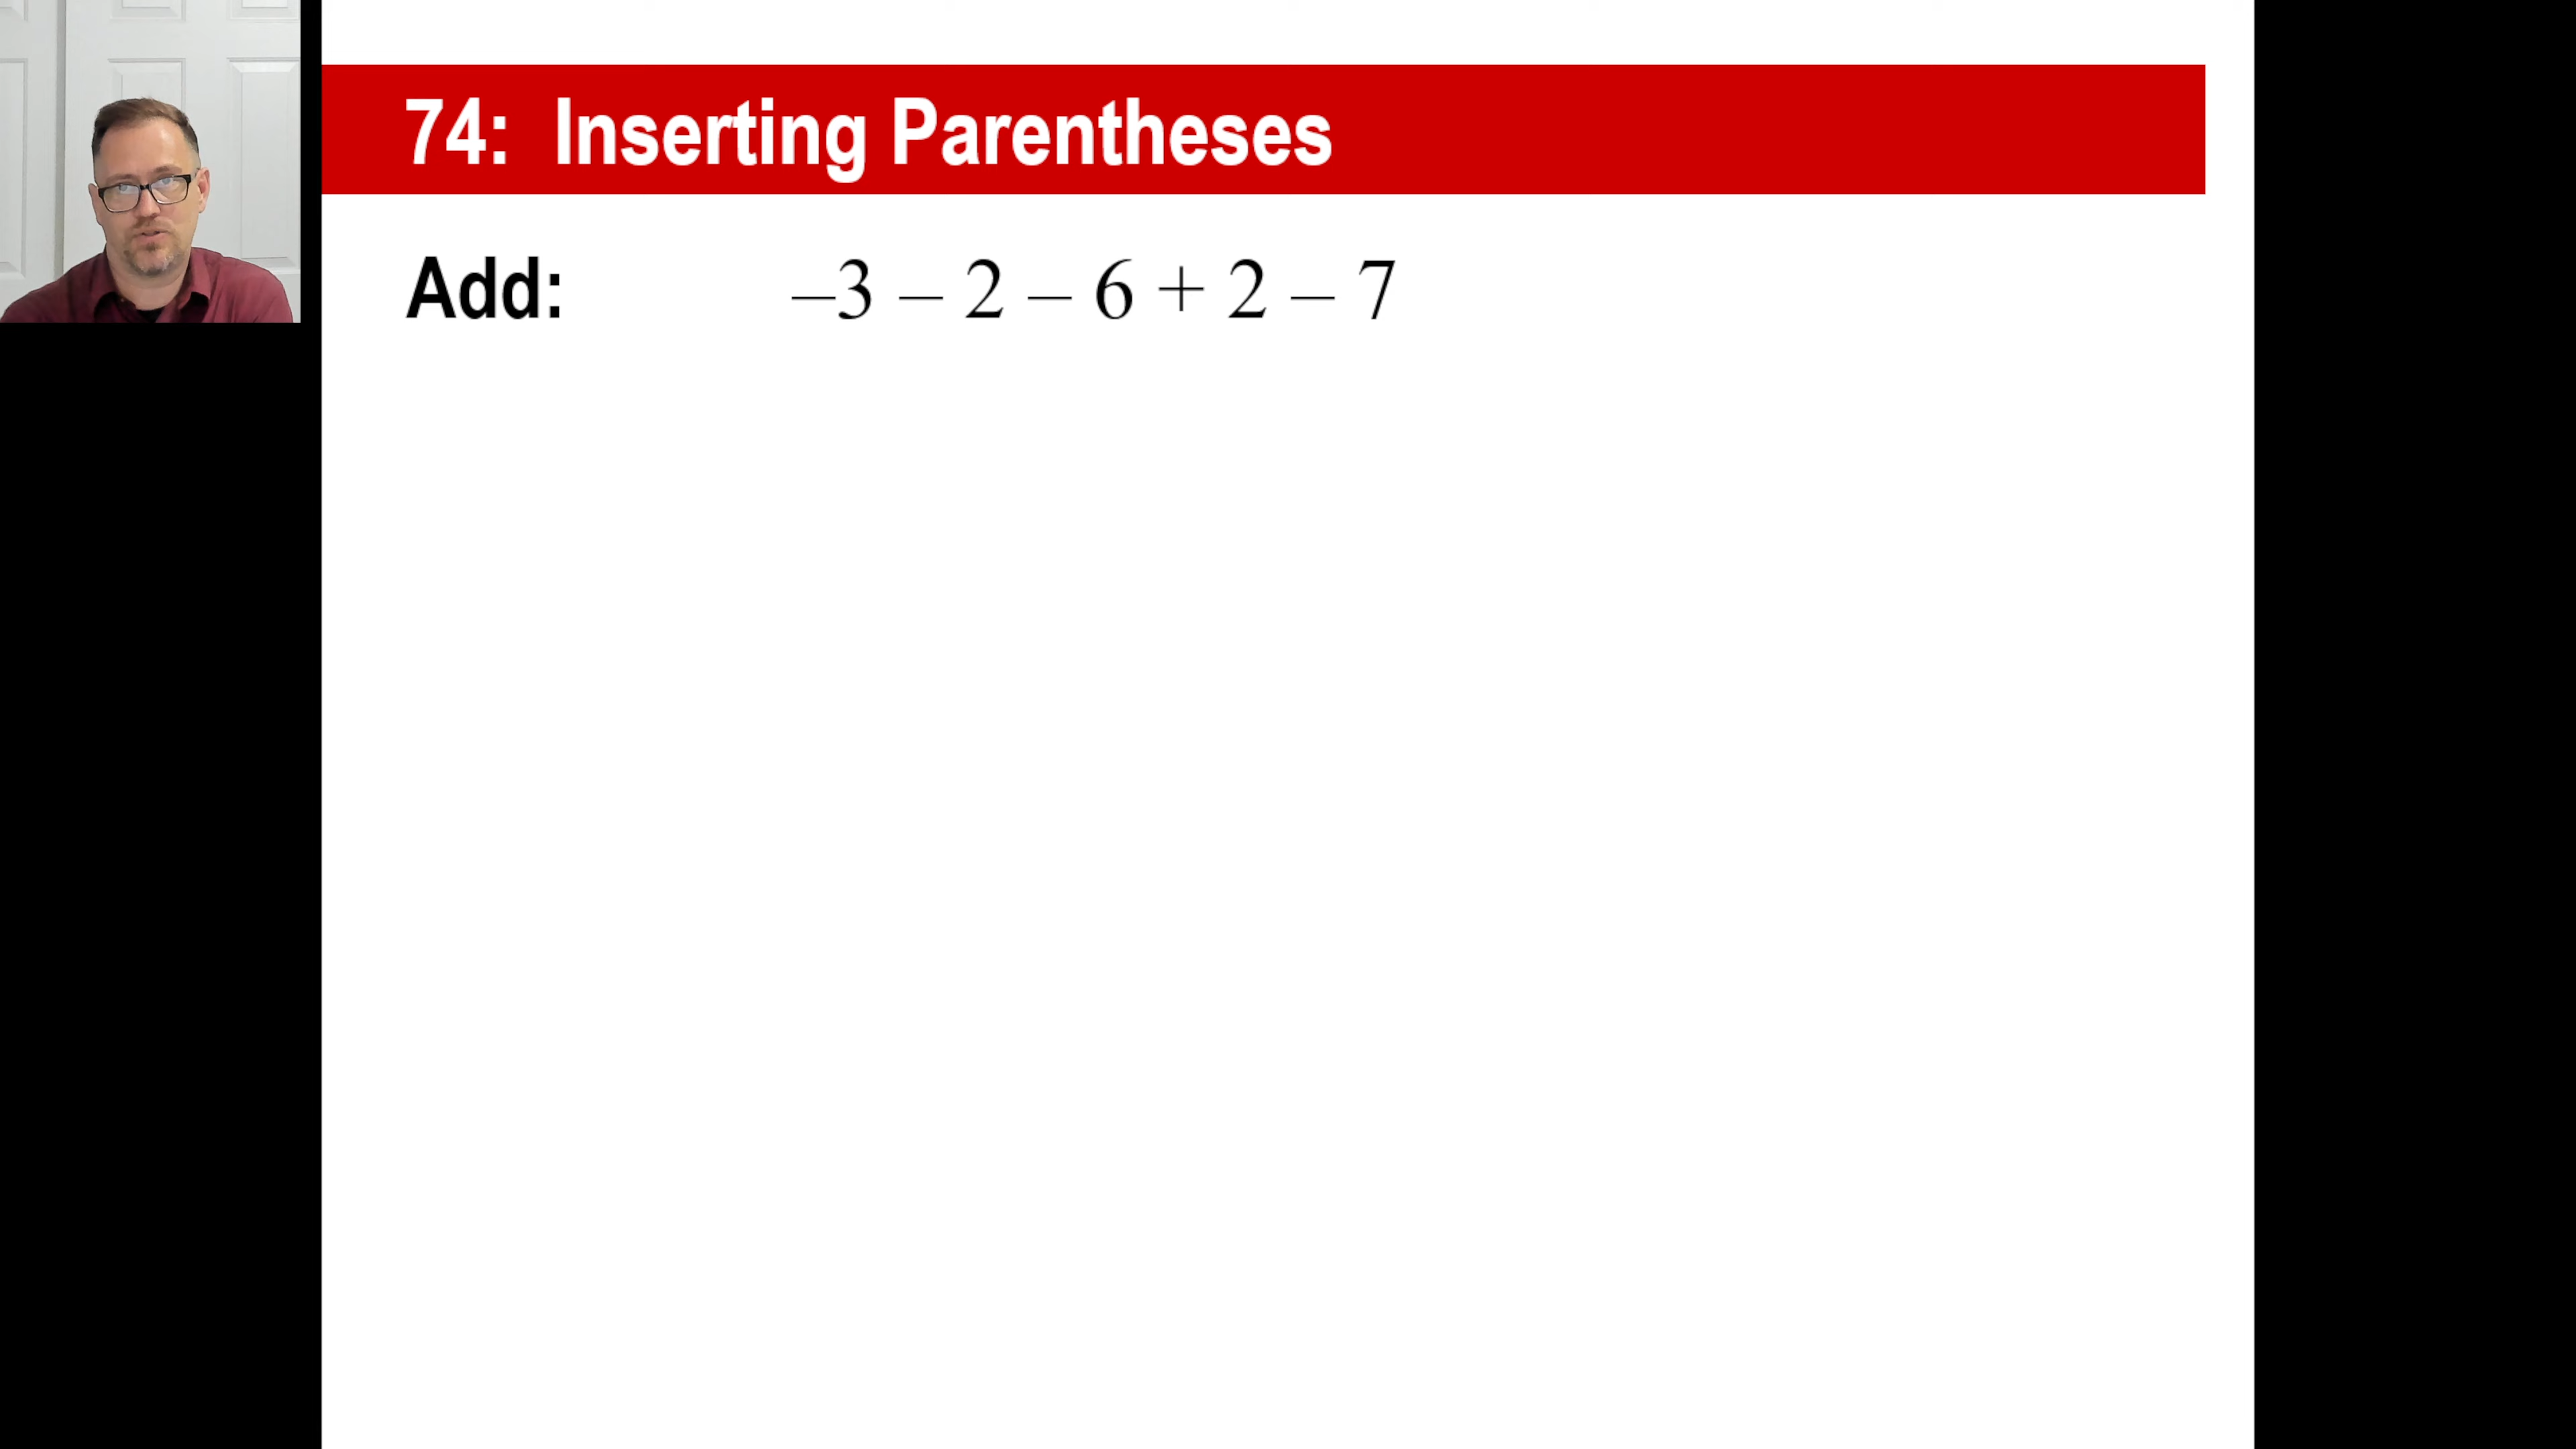 74: Inserting Parentheses
Add: –3 – 2 – 6 + 2 – 7